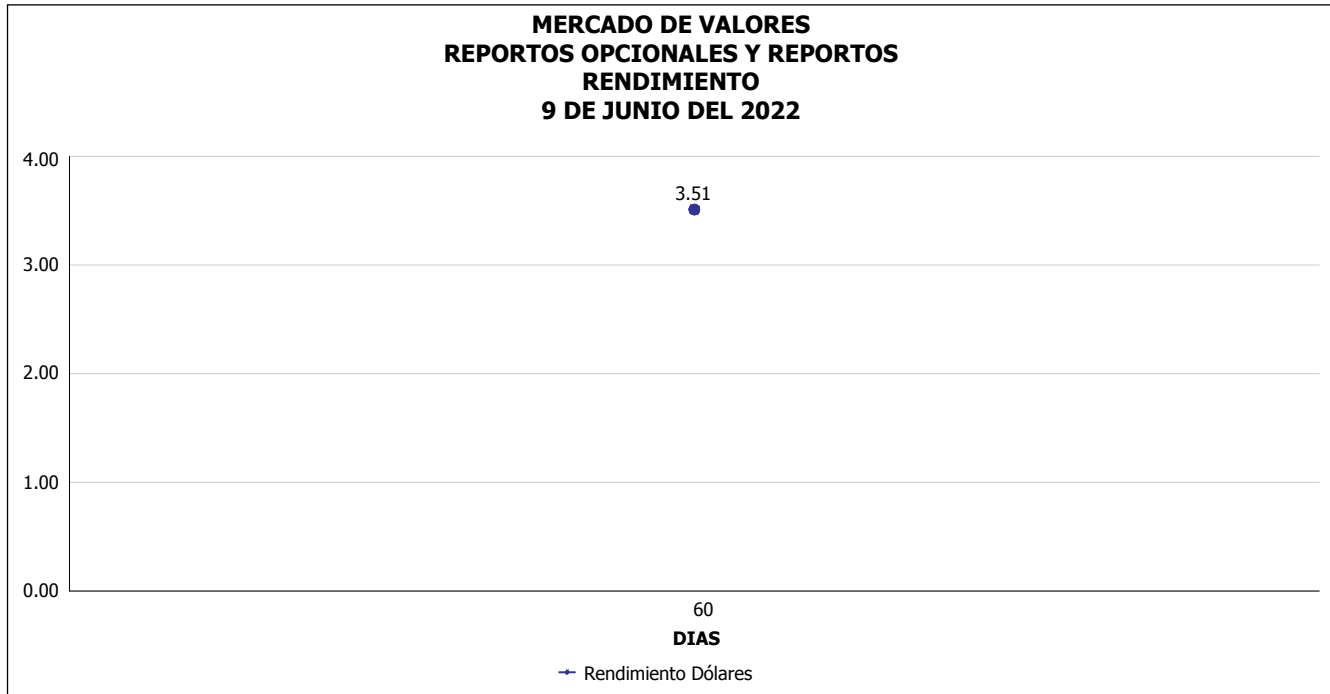 MERCADO DE VALORES
REPORTOS OPCIONALES Y REPORTOS
RENDIMIENTO
9 DE JUNIO DEL 2022
4.00
3.51
3.00
2.00
1.00
0.00
60
DIAS
Rendimiento Dólares